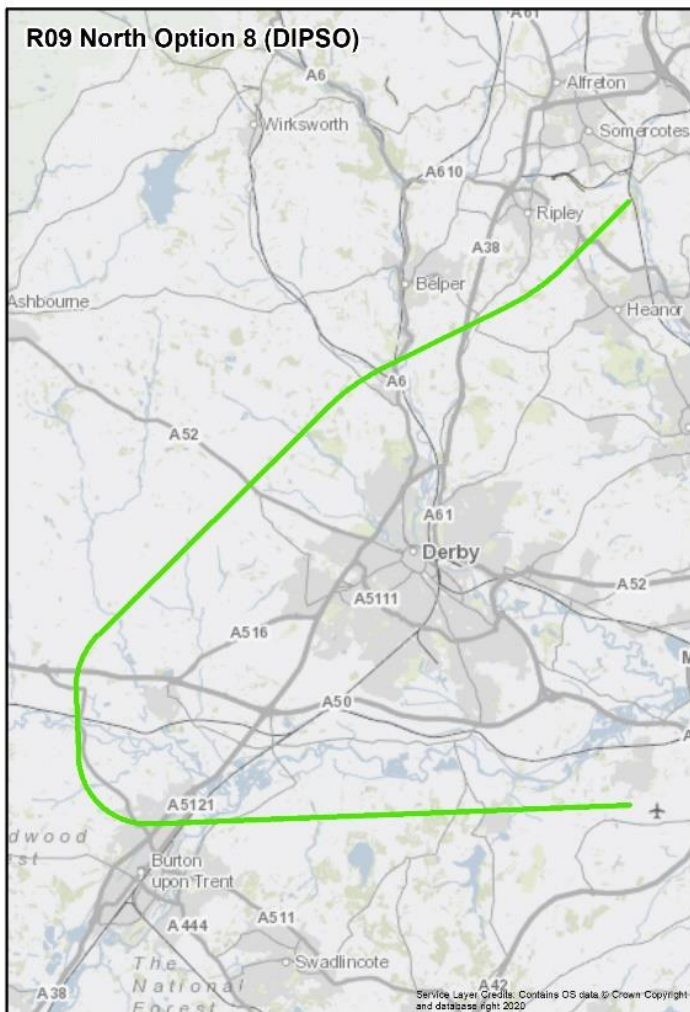 R09 North Option 8 (DIPSO)
A61
A6
Alfreton
Wirksworth
Somercotes
A610
Ripley
A38
Belper
Ashbourne
Heanor
A6
A52
A61
Derby
A52
A5111
A516
A50
A5121
Burton
upon Trent
A444
A511
Swadlincote
The
National
Forest
A38
A42
Service Layer Credits: Contains OS data © Crown Copyright
and database right 2020